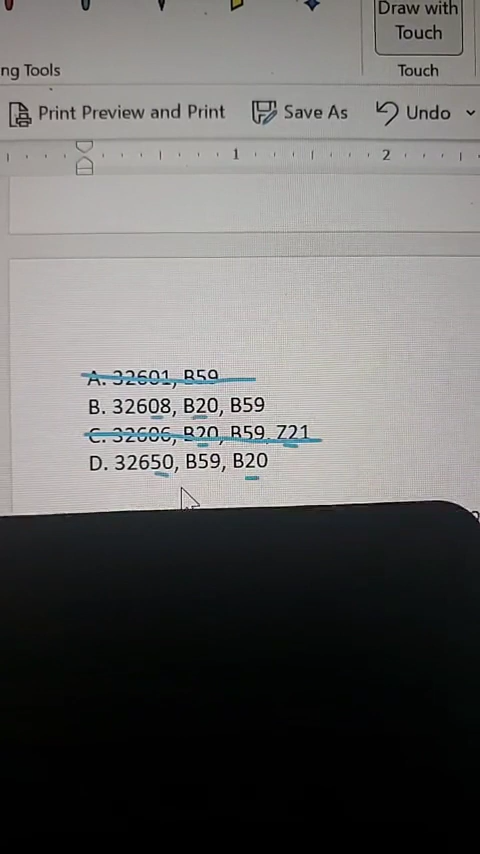 Draw with
Touch
ng Tools
Touch
Print Preview and Print Save As Undo
1 2
A. 32601, B59
B. 32608, B20, B59
C. 32606, B20, B59, Z21
D. 32650, B59, B20